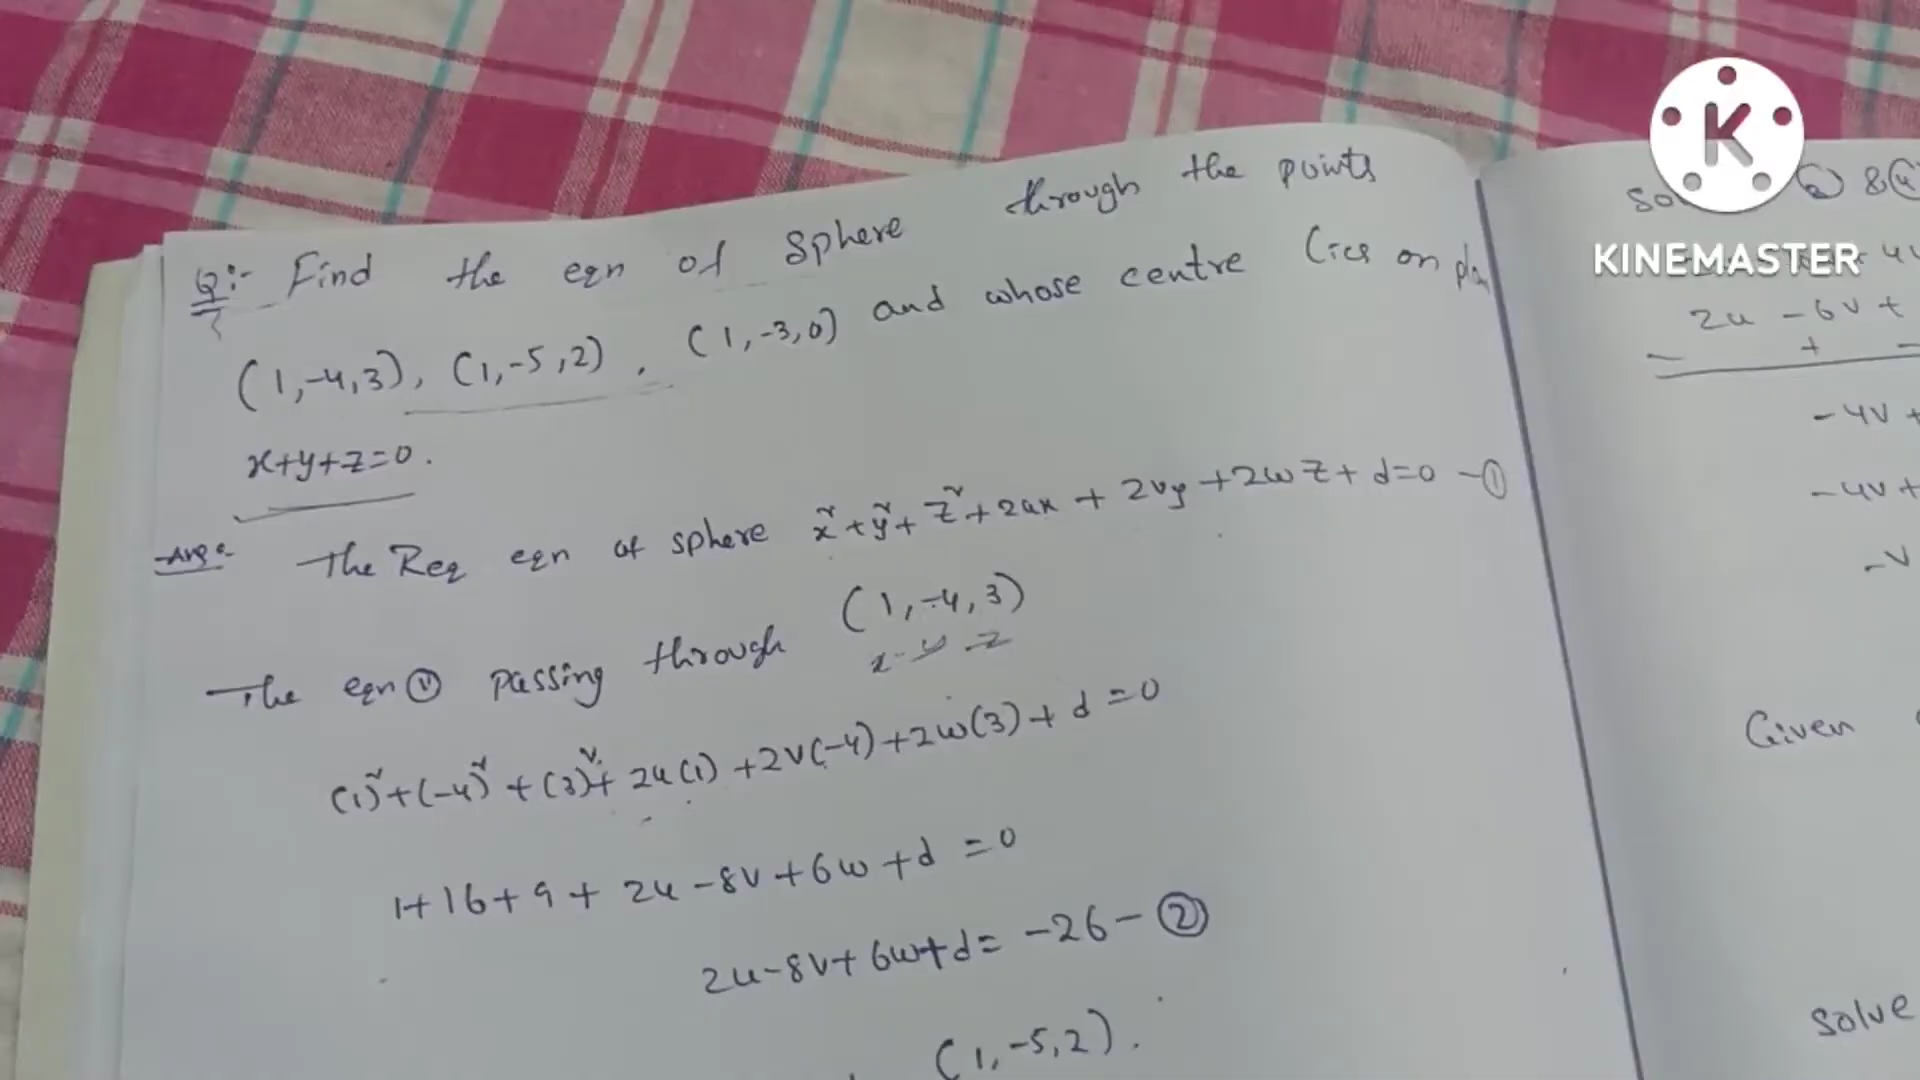 Q:- Find the eqn of sphere through the points
(1,-4,3), (1,-5,2), (1,-3,0) and whose centre lies on
x+y+z=0.
Ans:- The Req eqn of sphere x²+y²+z²+2ux+2vy+2wz+d=0 -①
The eqn ① passing through (1,-4,3)
x y z
(1)²+(-4)²+(3)²+2u(1)+2v(-4)+2w(3)+d=0
1+16+9+2u-8v+6w+d=0
2u-8v+6w+d=-26-②
(1,-5,2).
KINEMASTER
2u-6v+
+ -
-4v+
-4v+
-v
Given
Solve